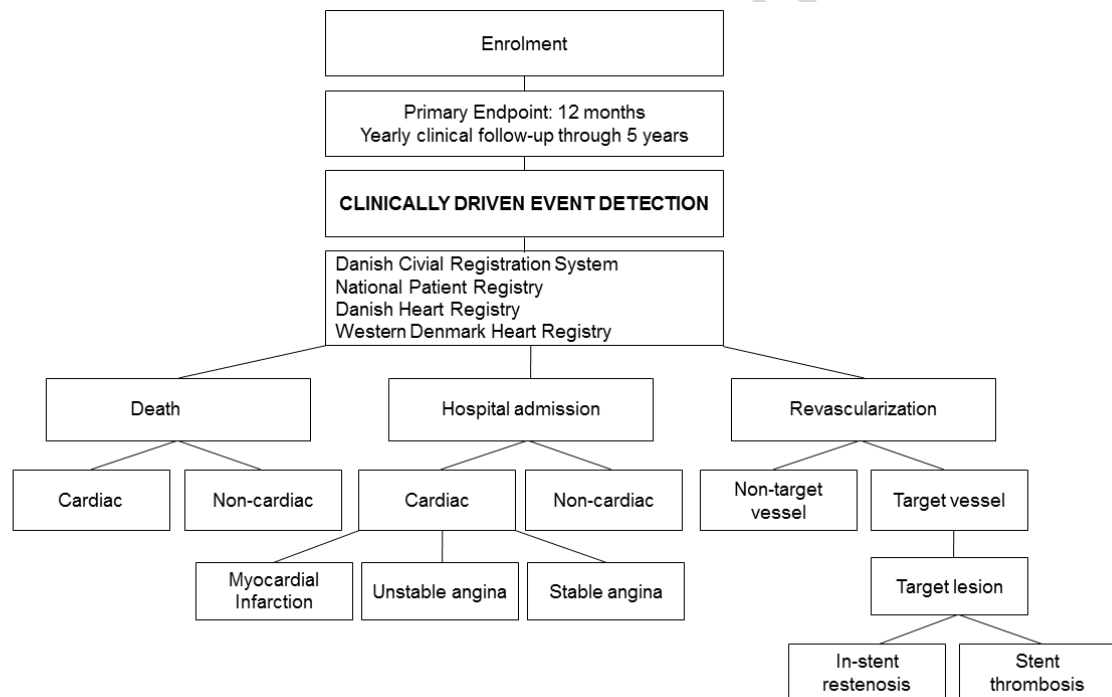 Enrolment
Primary Endpoint: 12 months
Yearly clinical follow-up through 5 years
CLINICALLY DRIVEN EVENT DETECTION
Danish Civial Registration System
National Patient Registry
Danish Heart Registry
Western Denmark Heart Registry
Death
Hospital admission
Revascularization
Cardiac
Non-cardiac
Cardiac
Non-cardiac
Non-target
vessel
Target vessel
Myocardial
Infarction
Unstable angina
Stable angina
Target lesion
In-stent
restenosis
Stent
thrombosis